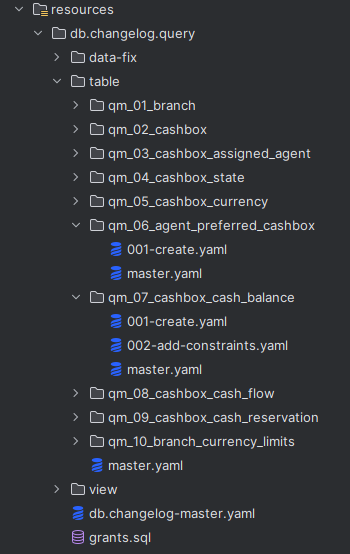 resources
db.changelog.query
data-fix
table
qm_01_branch
qm_02_cashbox
qm_03_cashbox_assigned_agent
qm_04_cashbox_state
qm_05_cashbox_currency
qm_06_agent_preferred_cashbox
001-create.yaml
master.yaml
qm_07_cashbox_cash_balance
001-create.yaml
002-add-constraints.yaml
master.yaml
qm_08_cashbox_cash_flow
qm_09_cashbox_cash_reservation
qm_10_branch_currency_limits
master.yaml
view
db.changelog-master.yaml
grants.sql